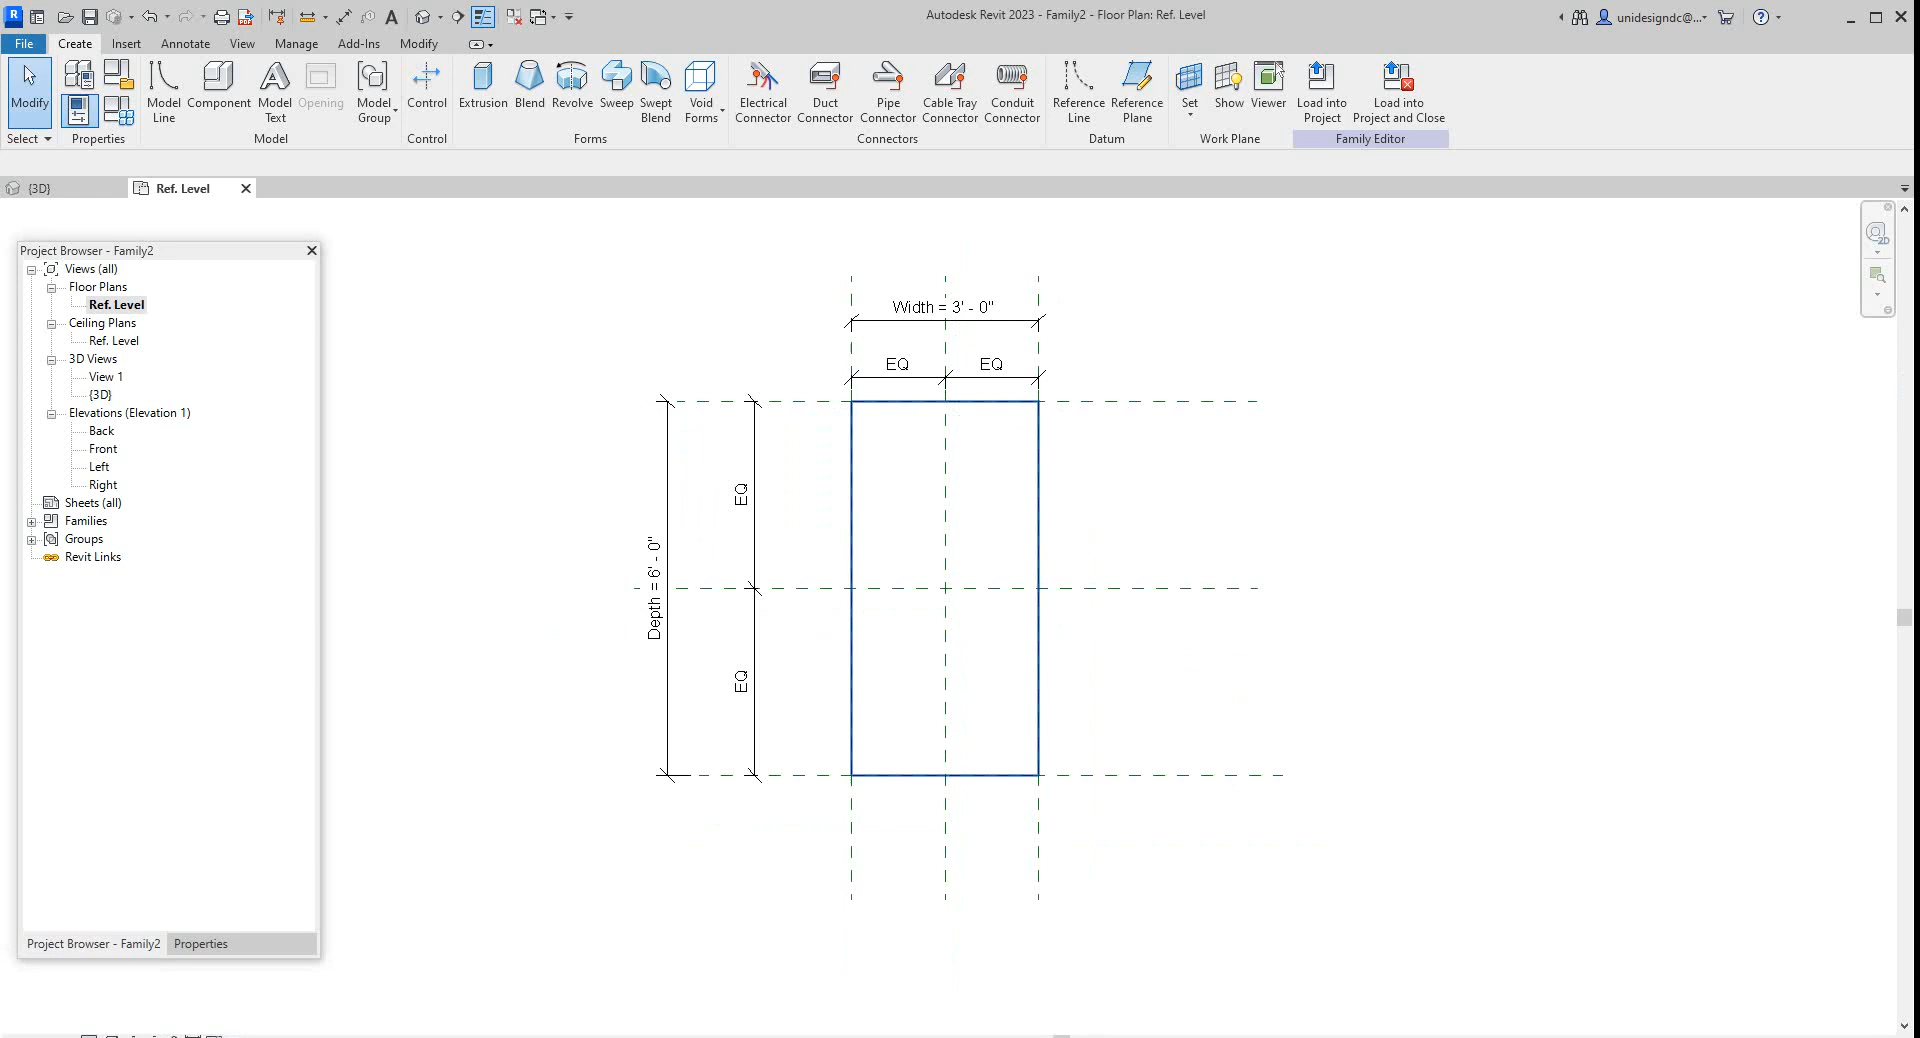 Autodesk Revit 2023 - Family2 - Floor Plan: Ref. Level
unidesigndc@...
File Create Insert Annotate View Manage Add-Ins Modify
Modify
Model Line
Component
Model Text
Opening
Model Group
Control
Extrusion
Blend
Revolve
Sweep
Swept Blend
Void Forms
Electrical Connector
Duct Connector
Pipe Connector
Cable Tray Connector
Conduit Connector
Reference Line
Reference Plane
Set
Show
Viewer
Load into Project
Load into Project and Close
Select Properties Model Control Forms Connectors Datum Work Plane Family Editor
{3D} Ref. Level
Project Browser - Family2
Views (all)
Floor Plans
Ref. Level
Ceiling Plans
Ref. Level
3D Views
View 1
{3D}
Elevations (Elevation 1)
Back
Front
Left
Right
Sheets (all)
Families
Groups
Revit Links
Project Browser - Family2 Properties
Width = 3' - 0"
EQ EQ
EQ
Depth = 6' - 0"
EQ
2D